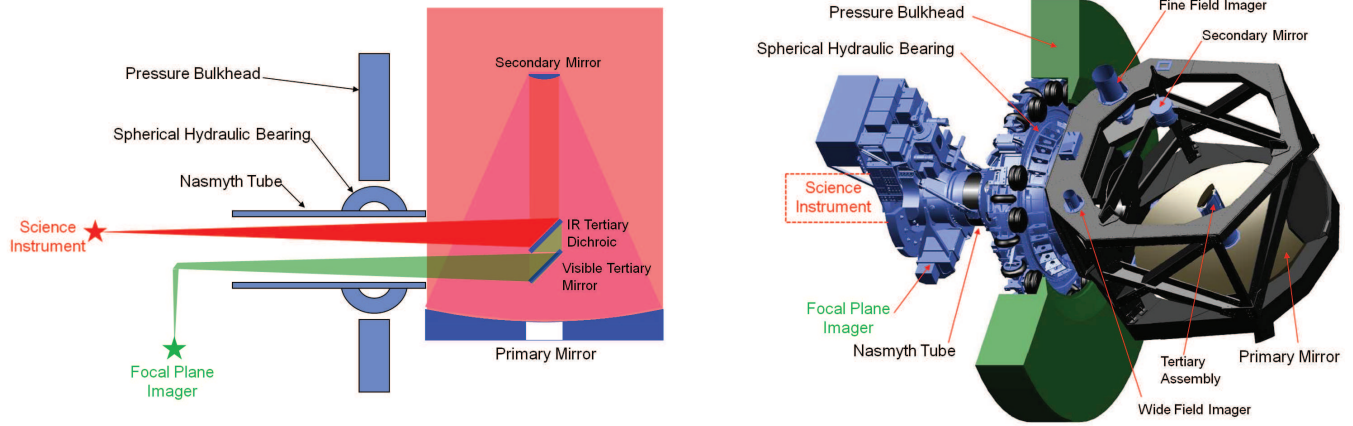 Pressure Bulkhead
Spherical Hydraulic Bearing
Nasmyth Tube
Science
Instrument
Focal Plane
Imager
Secondary Mirror
IR Tertiary
Dichroic
Visible Tertiary
Mirror
Primary Mirror
Pressure Bulkhead
Spherical Hydraulic Bearing
Fine Field Imager
Secondary Mirror
Science
Instrument
Focal Plane
Imager
Nasmyth Tube
Tertiary
Assembly
Primary Mirror
Wide Field Imager